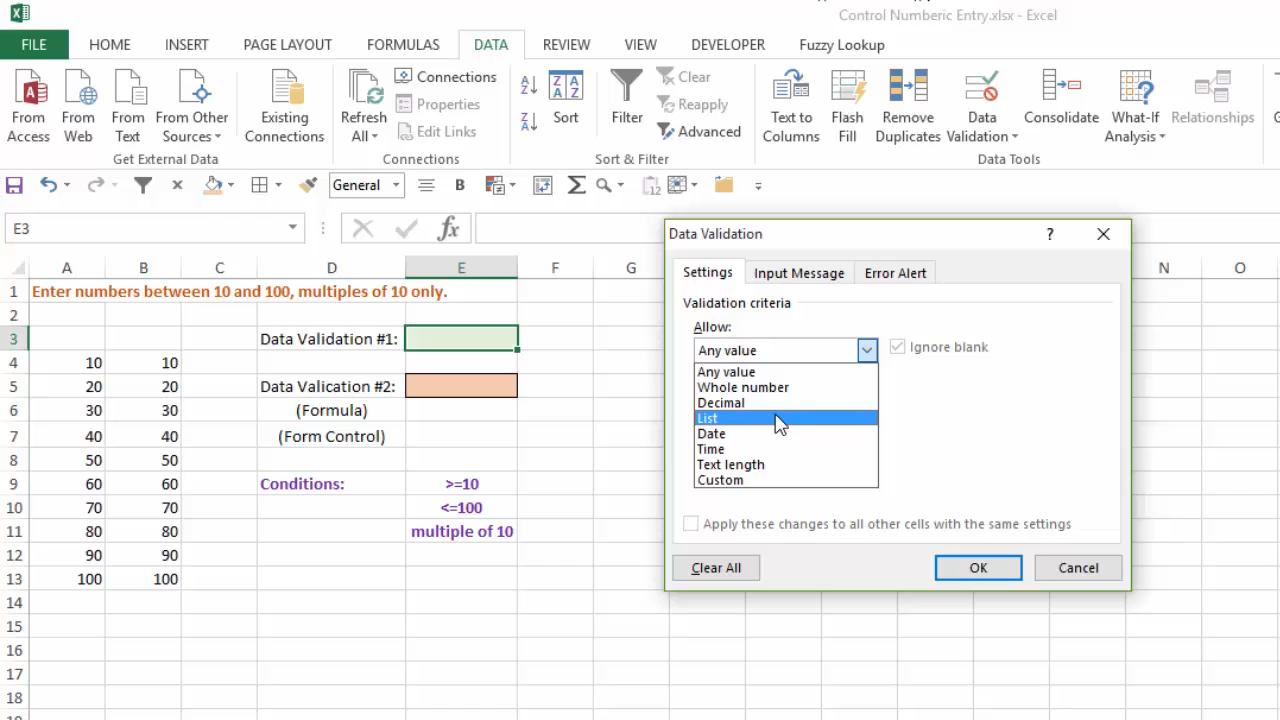 Control Numberic Entry.xlsx - Excel
FILE HOME INSERT PAGE LAYOUT FORMULAS DATA REVIEW VIEW DEVELOPER Fuzzy Lookup
From Access
From Web
From Text
From Other Sources
Existing Connections
Get External Data
Refresh All
Connections
Properties
Edit Links
Connections
Sort
Filter
Clear
Reapply
Advanced
Sort & Filter
Text to Columns
Flash Fill
Remove Duplicates
Data Validation
Consolidate
What-If Analysis
Relationships
Data Tools
General
B
12
E3
fx
A B C D E F G N O
1 Enter numbers between 10 and 100, multiples of 10 only.
2
3 Data Validation #1:
4 10 10
5 20 20 Data Valication #2:
6 30 30 (Formula)
7 40 40 (Form Control)
8 50 50
9 60 60 Conditions: >=10
10 70 70 <=100
11 80 80 multiple of 10
12 90 90
13 100 100
14
15
16
17
18
Data Validation ?
Settings Input Message Error Alert
Validation criteria
Allow:
Any value
Ignore blank
Any value
Whole number
Decimal
List
Date
Time
Text length
Custom
Apply these changes to all other cells with the same settings
Clear All OK Cancel